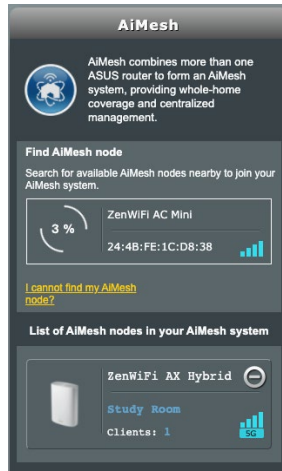 AiMesh
AiMesh combines more than one
ASUS router to form an AiMesh
system, providing whole-home
coverage and centralized
management.
Find AiMesh node
Search for available AiMesh nodes nearby to join your
AiMesh system.
3 %
ZenWiFi AC Mini
24:4B:FE:1C:D8:38
I cannot find my AiMesh
node?
List of AiMesh nodes in your AiMesh system
ZenWiFi AX Hybrid
Study Room
Clients: 1
5G